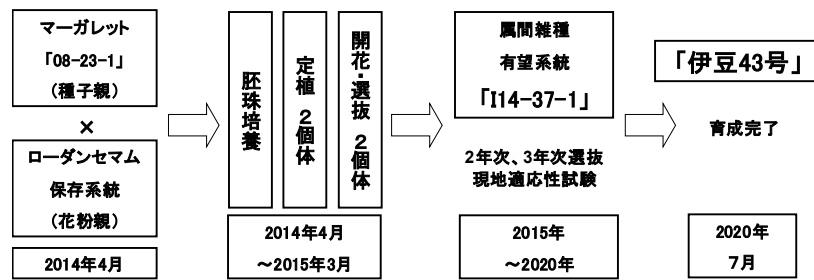 マーガレット
「08-23-1」
（種子親）
×
ローダンセマム
保存系統
（花粉親）
2014年4月
胚珠培養
定植 2個体
開花・選抜 2個体
2014年4月
～2015年3月
属間雑種
有望系統
「I14-37-1」
2年次、3年次選抜
現地適応性試験
2015年
～2020年
「伊豆43号」
育成完了
2020年
7月